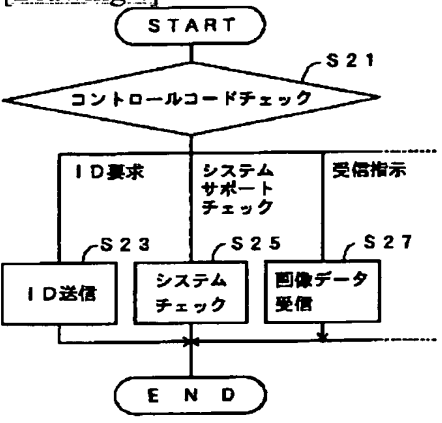 START
S21
コントロールコードチェック
ID要求
システム
サポート
チェック
受信指示
S23
S25
S27
ID送信
システム
チェック
画像データ
受信
END